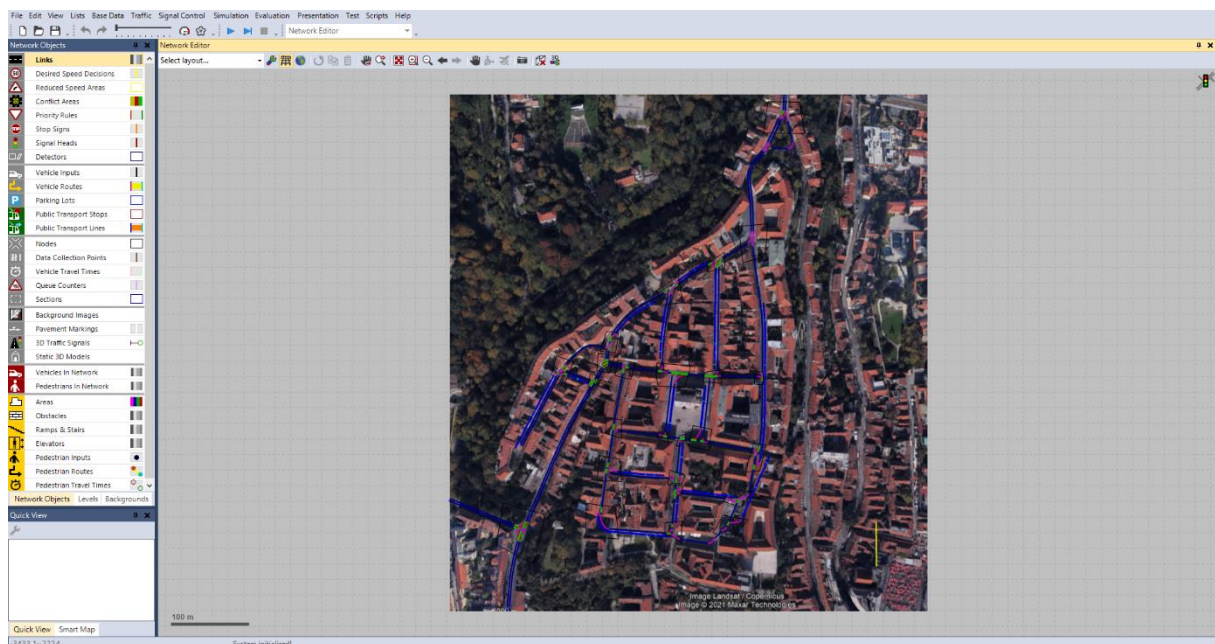 File Edit View Lists Base Data Traffic Signal Control Simulation Evaluation Presentation Test Scripts Help
Network Editor
Network Objects
Network Editor
Select layout...
Links
Desired Speed Decisions
Reduced Speed Areas
Conflict Areas
Priority Rules
Stop Signs
Signal Heads
Detectors
Vehicle Inputs
Vehicle Routes
Parking Lots
Public Transport Stops
Public Transport Lines
Nodes
Data Collection Points
Vehicle Travel Times
Queue Counters
Sections
Background Images
Pavement Markings
3D Traffic Signals
Static 3D Models
Vehicles In Network
Pedestrians In Network
Areas
Obstacles
Ramps & Stairs
Elevators
Pedestrian Inputs
Pedestrian Routes
Pedestrian Travel Times
Network Objects Levels Backgrounds
Quick View
Image Landsat / Copernicus
Image © 2021 Maxar Technologies
100 m
Quick View Smart Map
System initialized!